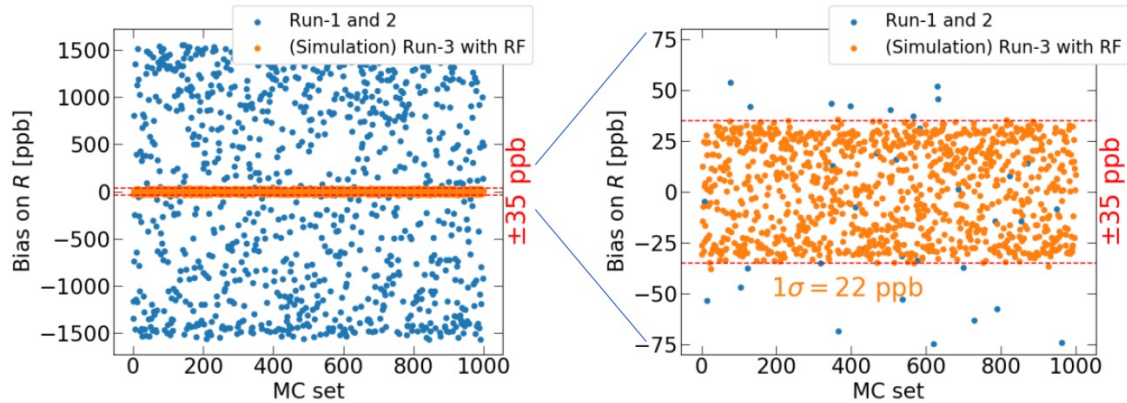 Run-1 and 2
(Simulation) Run-3 with RF
1500
1000
500
0
−500
−1000
−1500
Bias on R [ppb]
0 200 400 600 800 1000
MC set
±35 ppb
Run-1 and 2
(Simulation) Run-3 with RF
75
50
25
0
−25
−50
−75
Bias on R [ppb]
1σ = 22 ppb
0 200 400 600 800 1000
MC set
±35 ppb